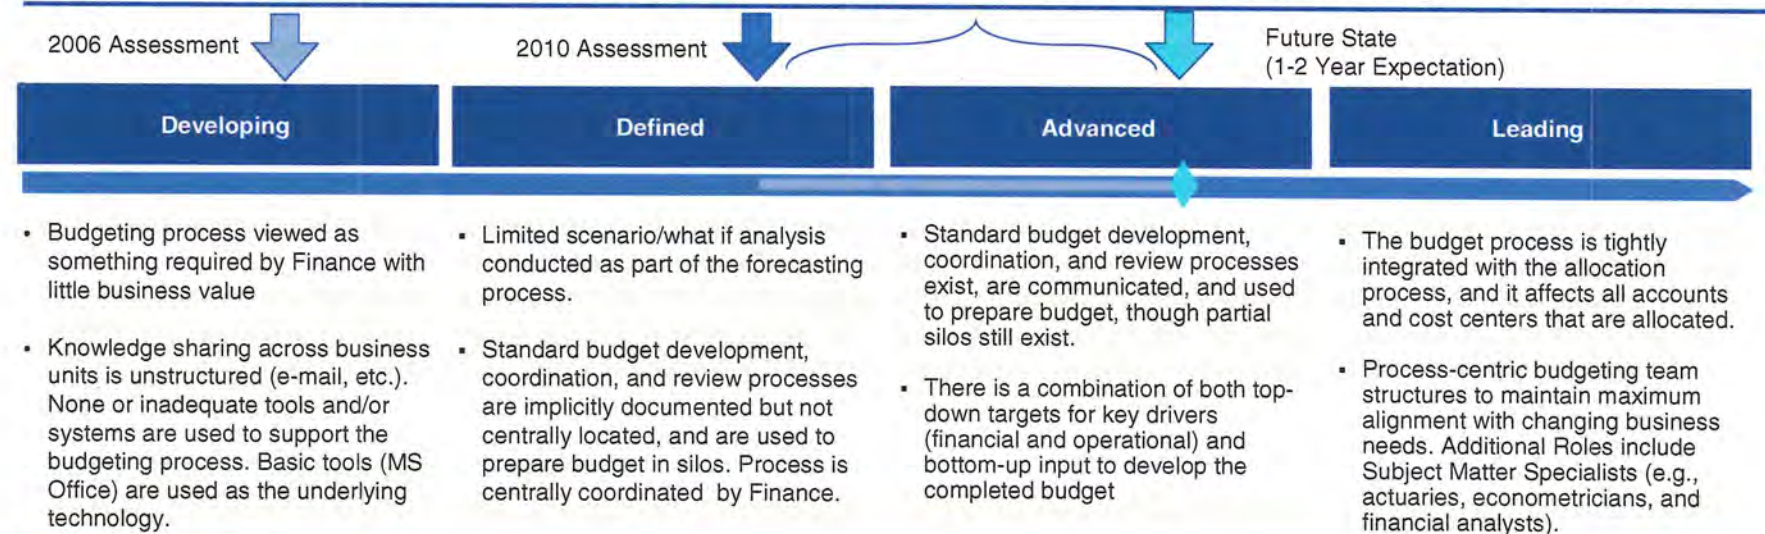 2006 Assessment
2010 Assessment
Future State
(1-2 Year Expectation)
Developing
Defined
Advanced
Leading
▪ Budgeting process viewed as
something required by Finance with
little business value
▪ Knowledge sharing across business
units is unstructured (e-mail, etc.).
None or inadequate tools and/or
systems are used to support the
budgeting process. Basic tools (MS
Office) are used as the underlying
technology.
▪ Limited scenario/what if analysis
conducted as part of the forecasting
process.
▪ Standard budget development,
coordination, and review processes
are implicitly documented but not
centrally located, and are used to
prepare budget in silos. Process is
centrally coordinated by Finance.
▪ Standard budget development,
coordination, and review processes
exist, are communicated, and used
to prepare budget, though partial
silos still exist.
▪ There is a combination of both top-
down targets for key drivers
(financial and operational) and
bottom-up input to develop the
completed budget
▪ The budget process is tightly
integrated with the allocation
process, and it affects all accounts
and cost centers that are allocated.
▪ Process-centric budgeting team
structures to maintain maximum
alignment with changing business
needs. Additional Roles include
Subject Matter Specialists (e.g.,
actuaries, econometricians, and
financial analysts).